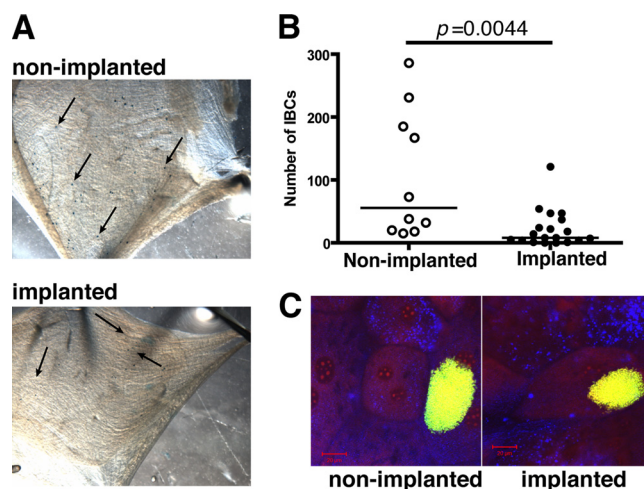 A
non-implanted
implanted
B
p=0.0044
Number of IBCs
300
200
100
0
Non-implanted
Implanted
C
non-implanted
implanted